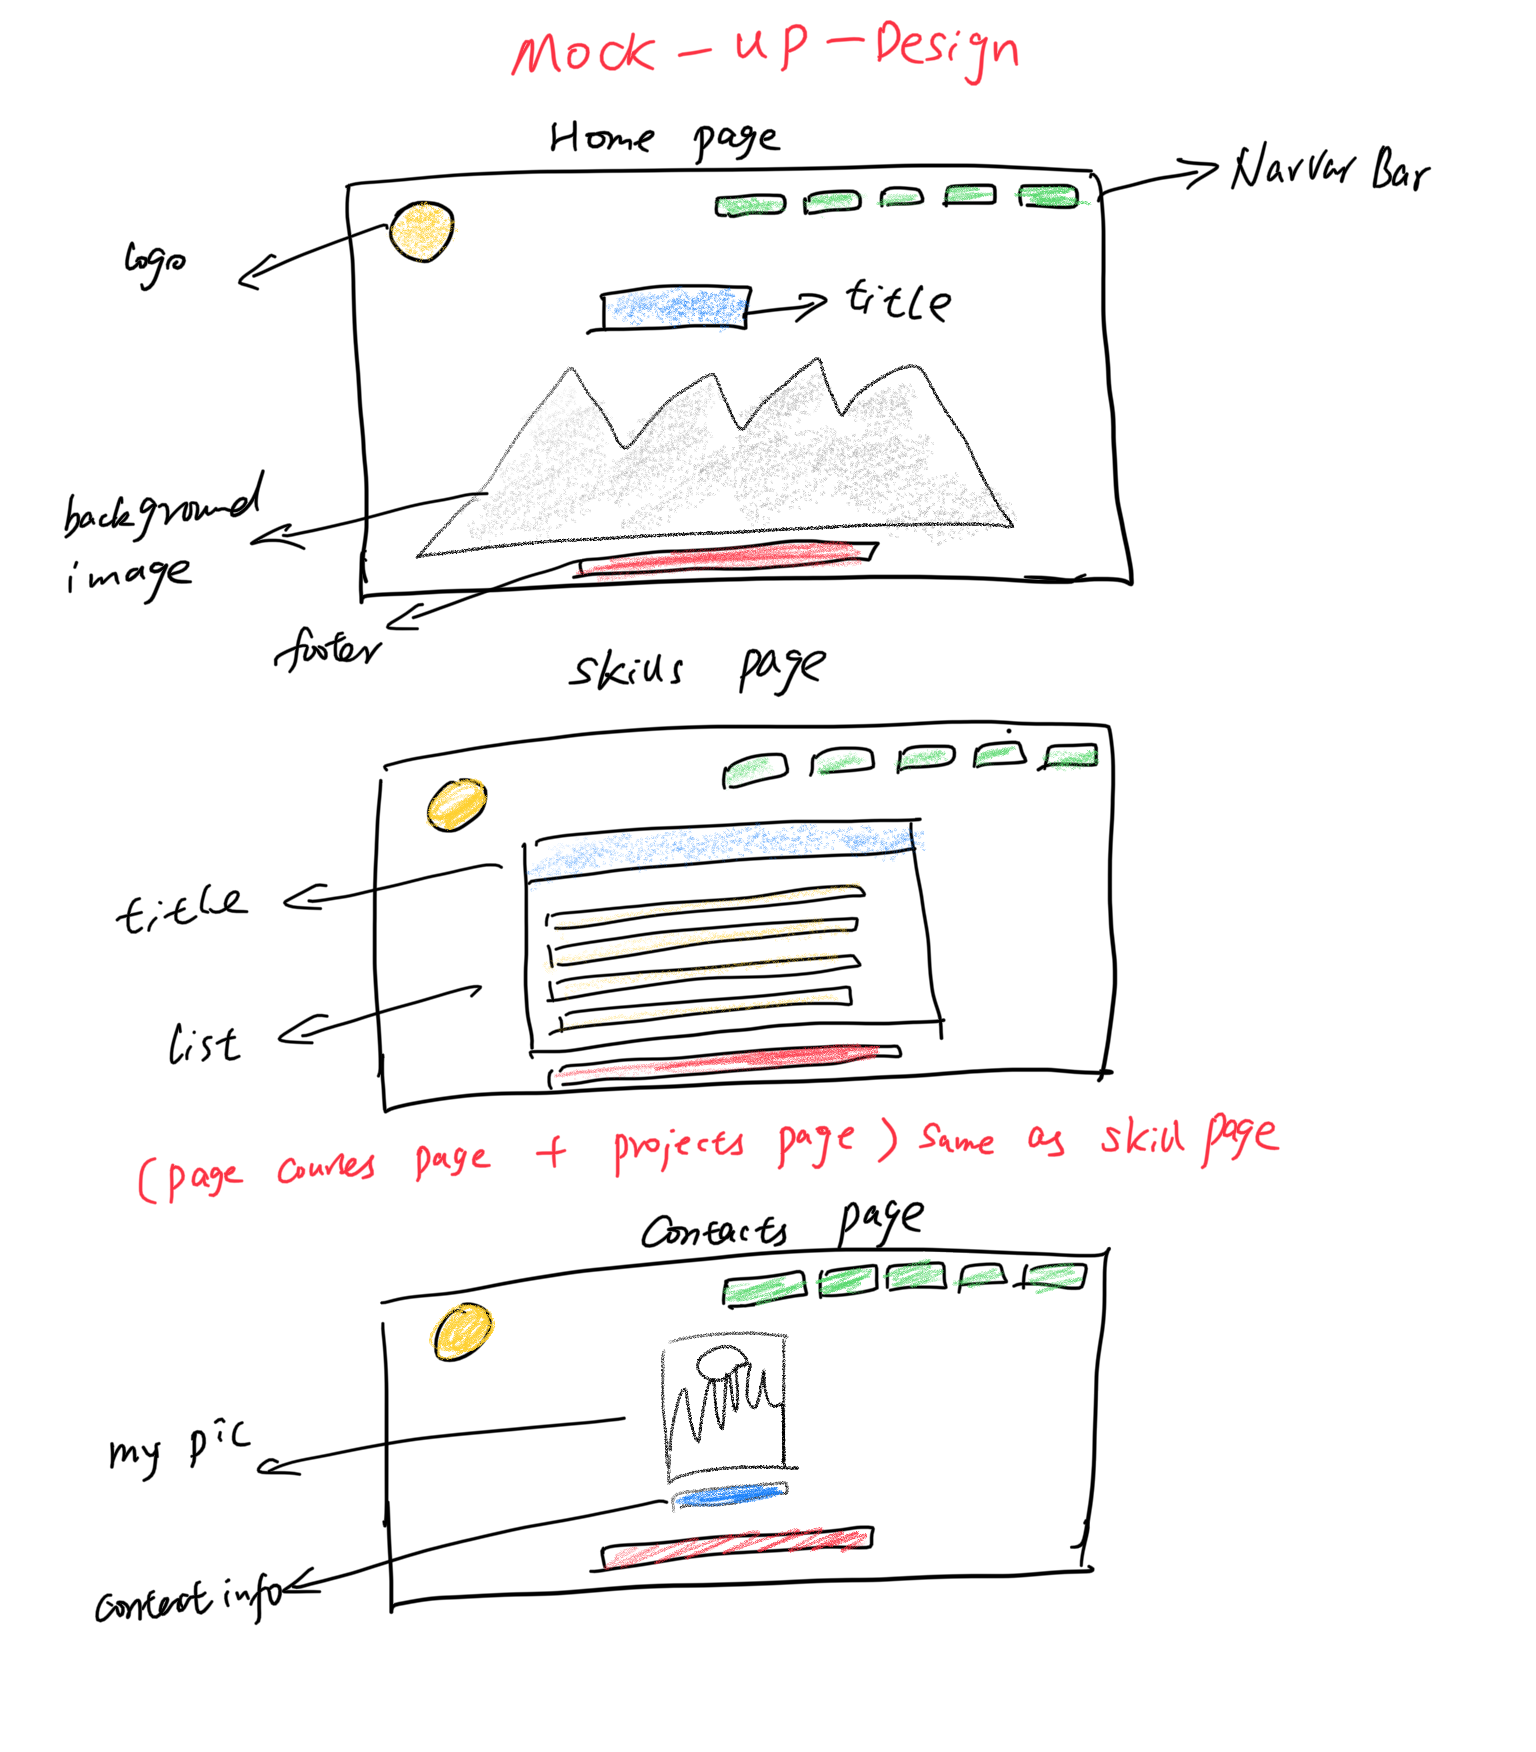 Mock - UP - Design
Home page
Narvar Bar
logo
title
background
image
footer
Skills page
title
list
(page courses page + projects page) same as skill page
Contacts page
my pic
contact info